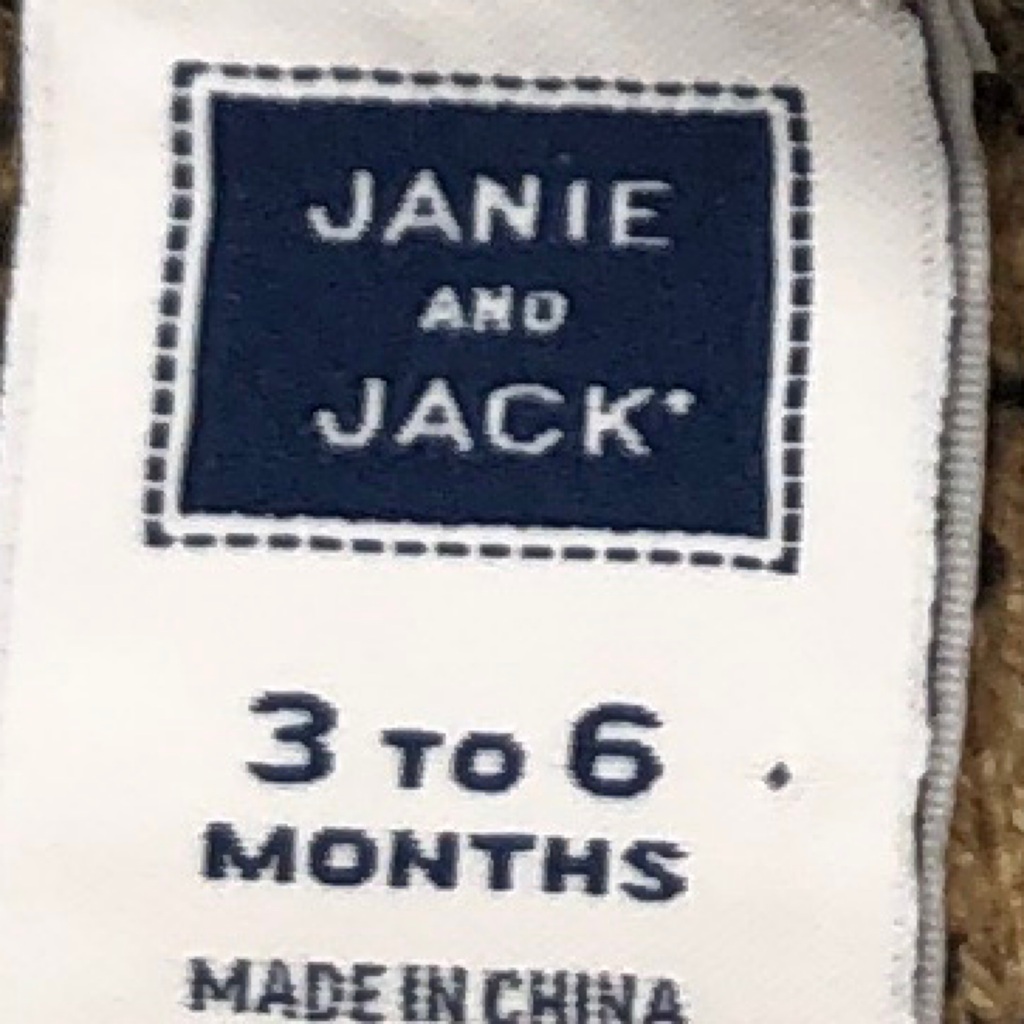 JANIE
AND
JACK
3 TO 6
MONTHS
MADE IN CHINA